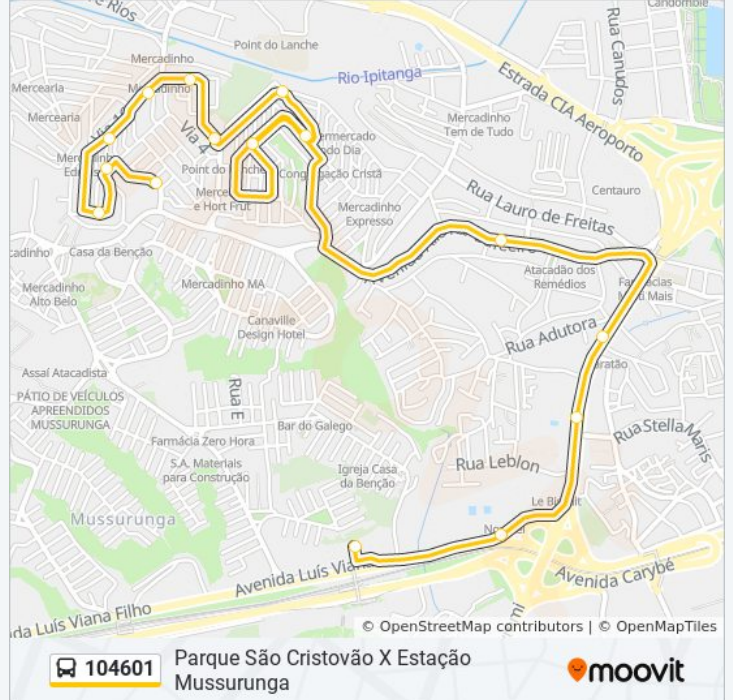 e Rios
Candomblé
Point do Lanche
Rua Canudos
Mercadinho
Rio Ipitanga
Estrada CIA Aeroporto
Mercearia
Mercearia
Mercadinho
Tem de Tudo
Via 4
Point do Lanche
Congregação Cristã
Centauro
Rua Lauro de Freitas
e Hort Frut
Mercadinho
Expresso
Casa da Benção
Mercadinho
Alto Belo
Mercadinho MA
Atacadão dos
Remédios
Canaville
Design Hotel
Rua Adutora
Assaí Atacadista
PÁTIO DE VEÍCULOS
APREENDIDOS
MUSSURUNGA
Rua E
Bar do Galego
Farmácia Zero Hora
Rua Stella Maris
S.A. Materiais
para Construção
Igreja Casa
da Benção
Rua Leblon
Mussurunga
Avenida Luís Viana
Avenida Carybé
da Luís Viana Filho
© OpenStreetMap contributors | © OpenMapTiles
104601
Parque São Cristovão X Estação
Mussurunga
moovit